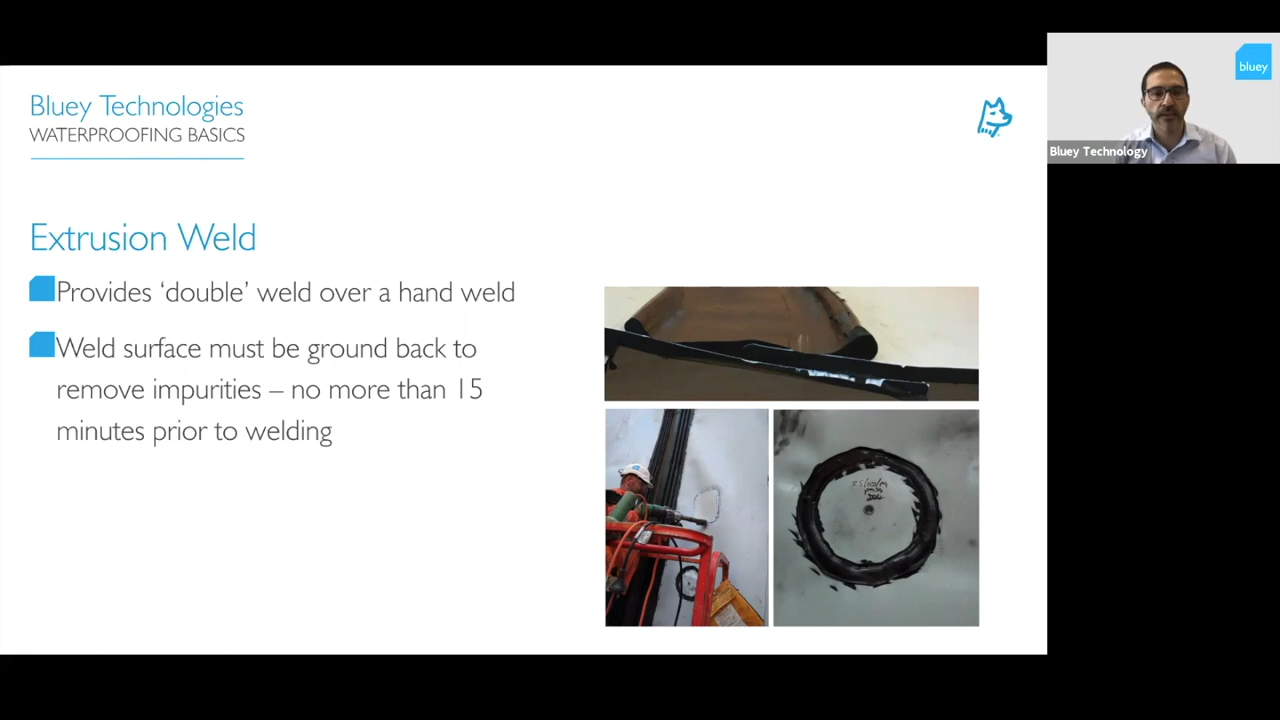 Bluey Technologies
WATERPROOFING BASICS
Extrusion Weld
Provides ‘double’ weld over a hand weld
Weld surface must be ground back to
remove impurities – no more than 15
minutes prior to welding
bluey
Bluey Technology